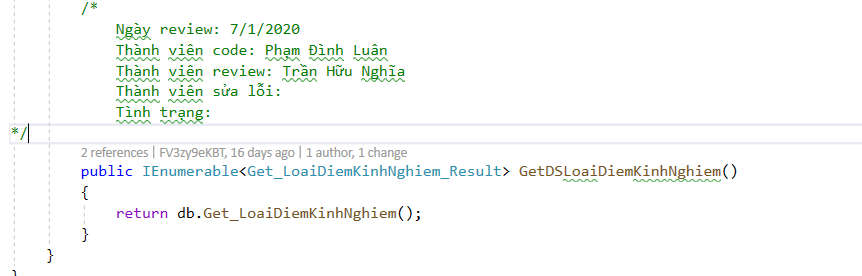 /*
Ngày review: 7/1/2020
Thành viên code: Phạm Đình Luân
Thành viên review: Trần Hữu Nghĩa
Thành viên sửa lỗi:
Tình trạng:
*/
2 references | FV3zy9eKBT, 16 days ago | 1 author, 1 change
public IEnumerable<Get_LoaiDiemKinhNghiem_Result> GetDSLoaiDiemKinhNghiem()
{
return db.Get_LoaiDiemKinhNghiem();
}
}
}